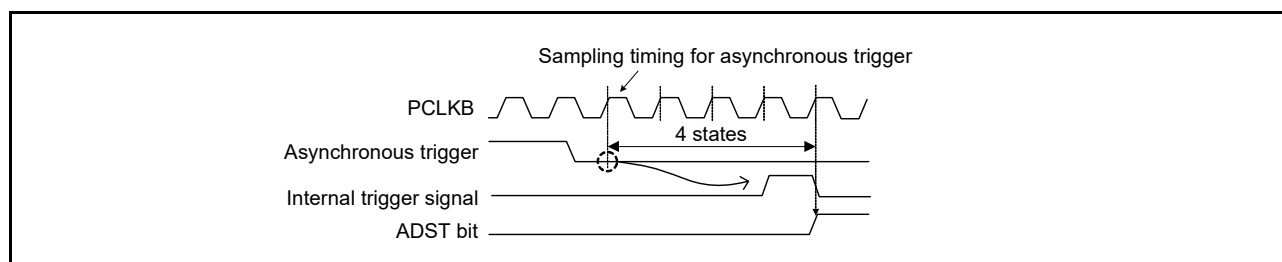 Sampling timing for asynchronous trigger
PCLKB
4 states
Asynchronous trigger
Internal trigger signal
ADST bit